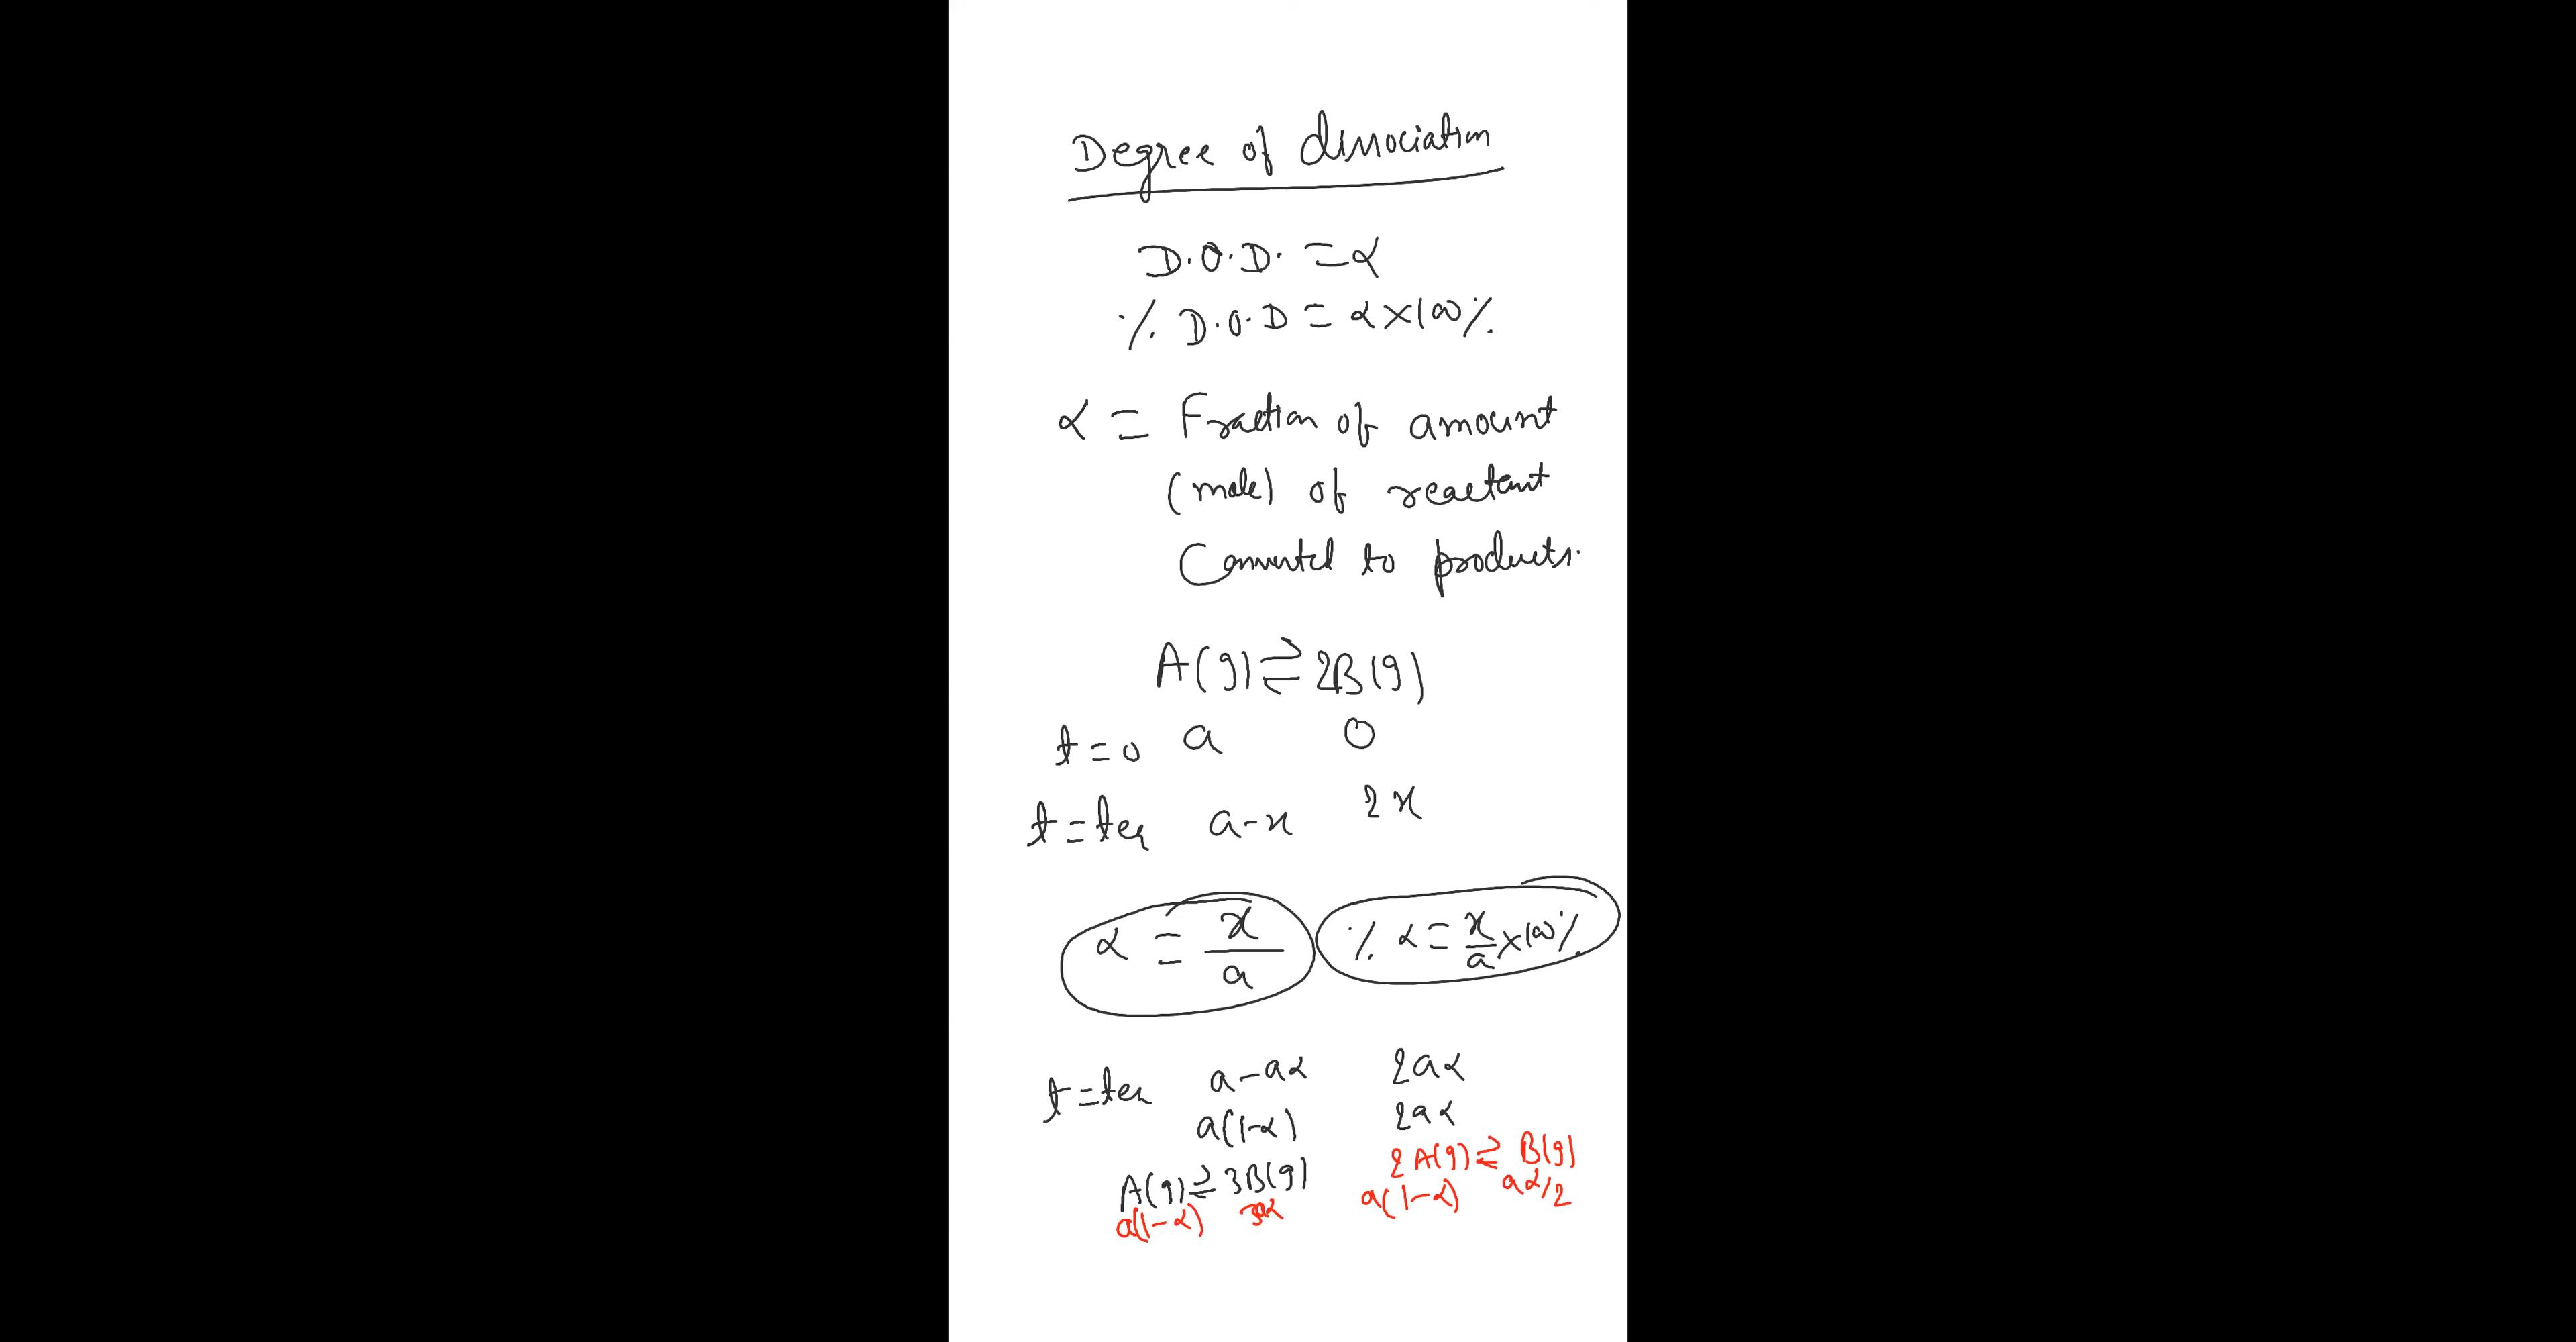 Degree of dissociation
D.O.D. = α
% D.O.D = α×100%
α = Fraction of amount
(mole) of reactant
Converted to products.
A(g) ⇌ 2B(g)
t=0 a 0
t=teq a-x 2x
α = x/a % α = x/a ×100%
t=teq a-aα 2aα
a(1-α) 2aα
A(g) ⇌ 3B(g) 2A(g) ⇌ B(g)
a(1-α) 3aα a(1-α) aα/2